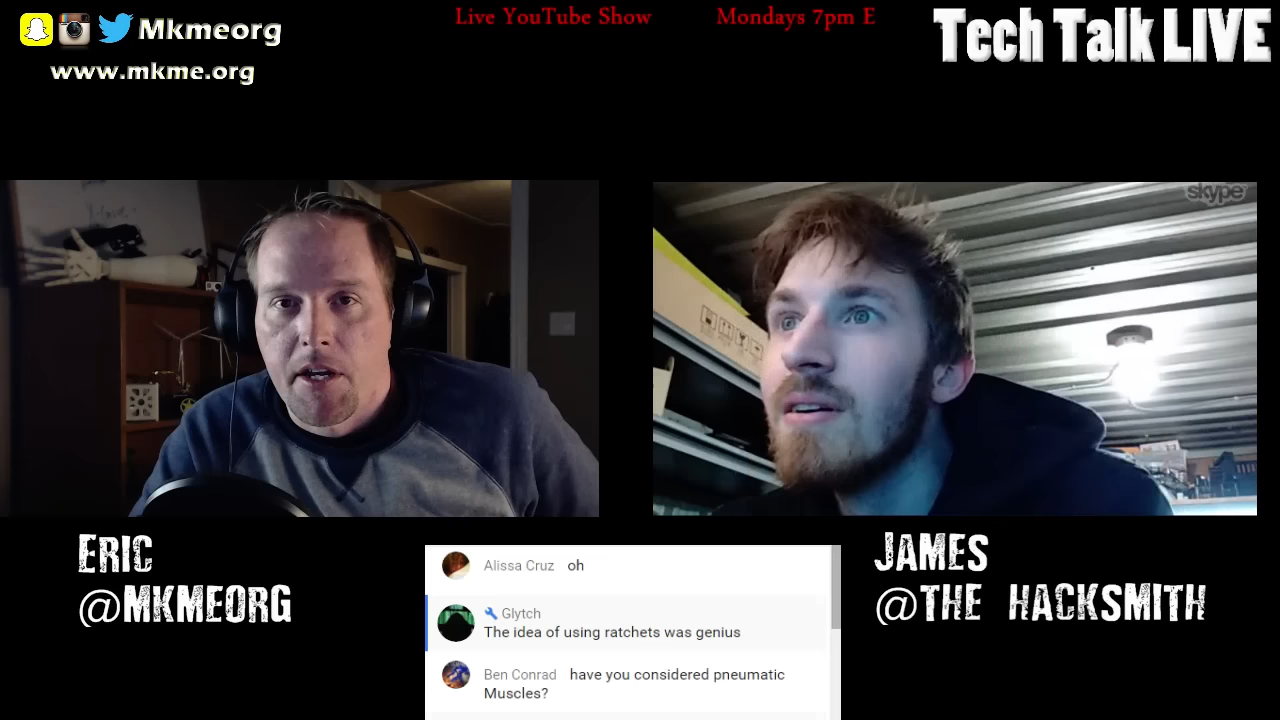 Mkmeorg
www.mkme.org
Live YouTube Show
Mondays 7pm E
Tech Talk LIVE
skype
ERIC
@MKMEORG
JAMES
@THE HACKSMITH
Alissa Cruz oh
Glytch
The idea of using ratchets was genius
Ben Conrad have you considered pneumatic
Muscles?